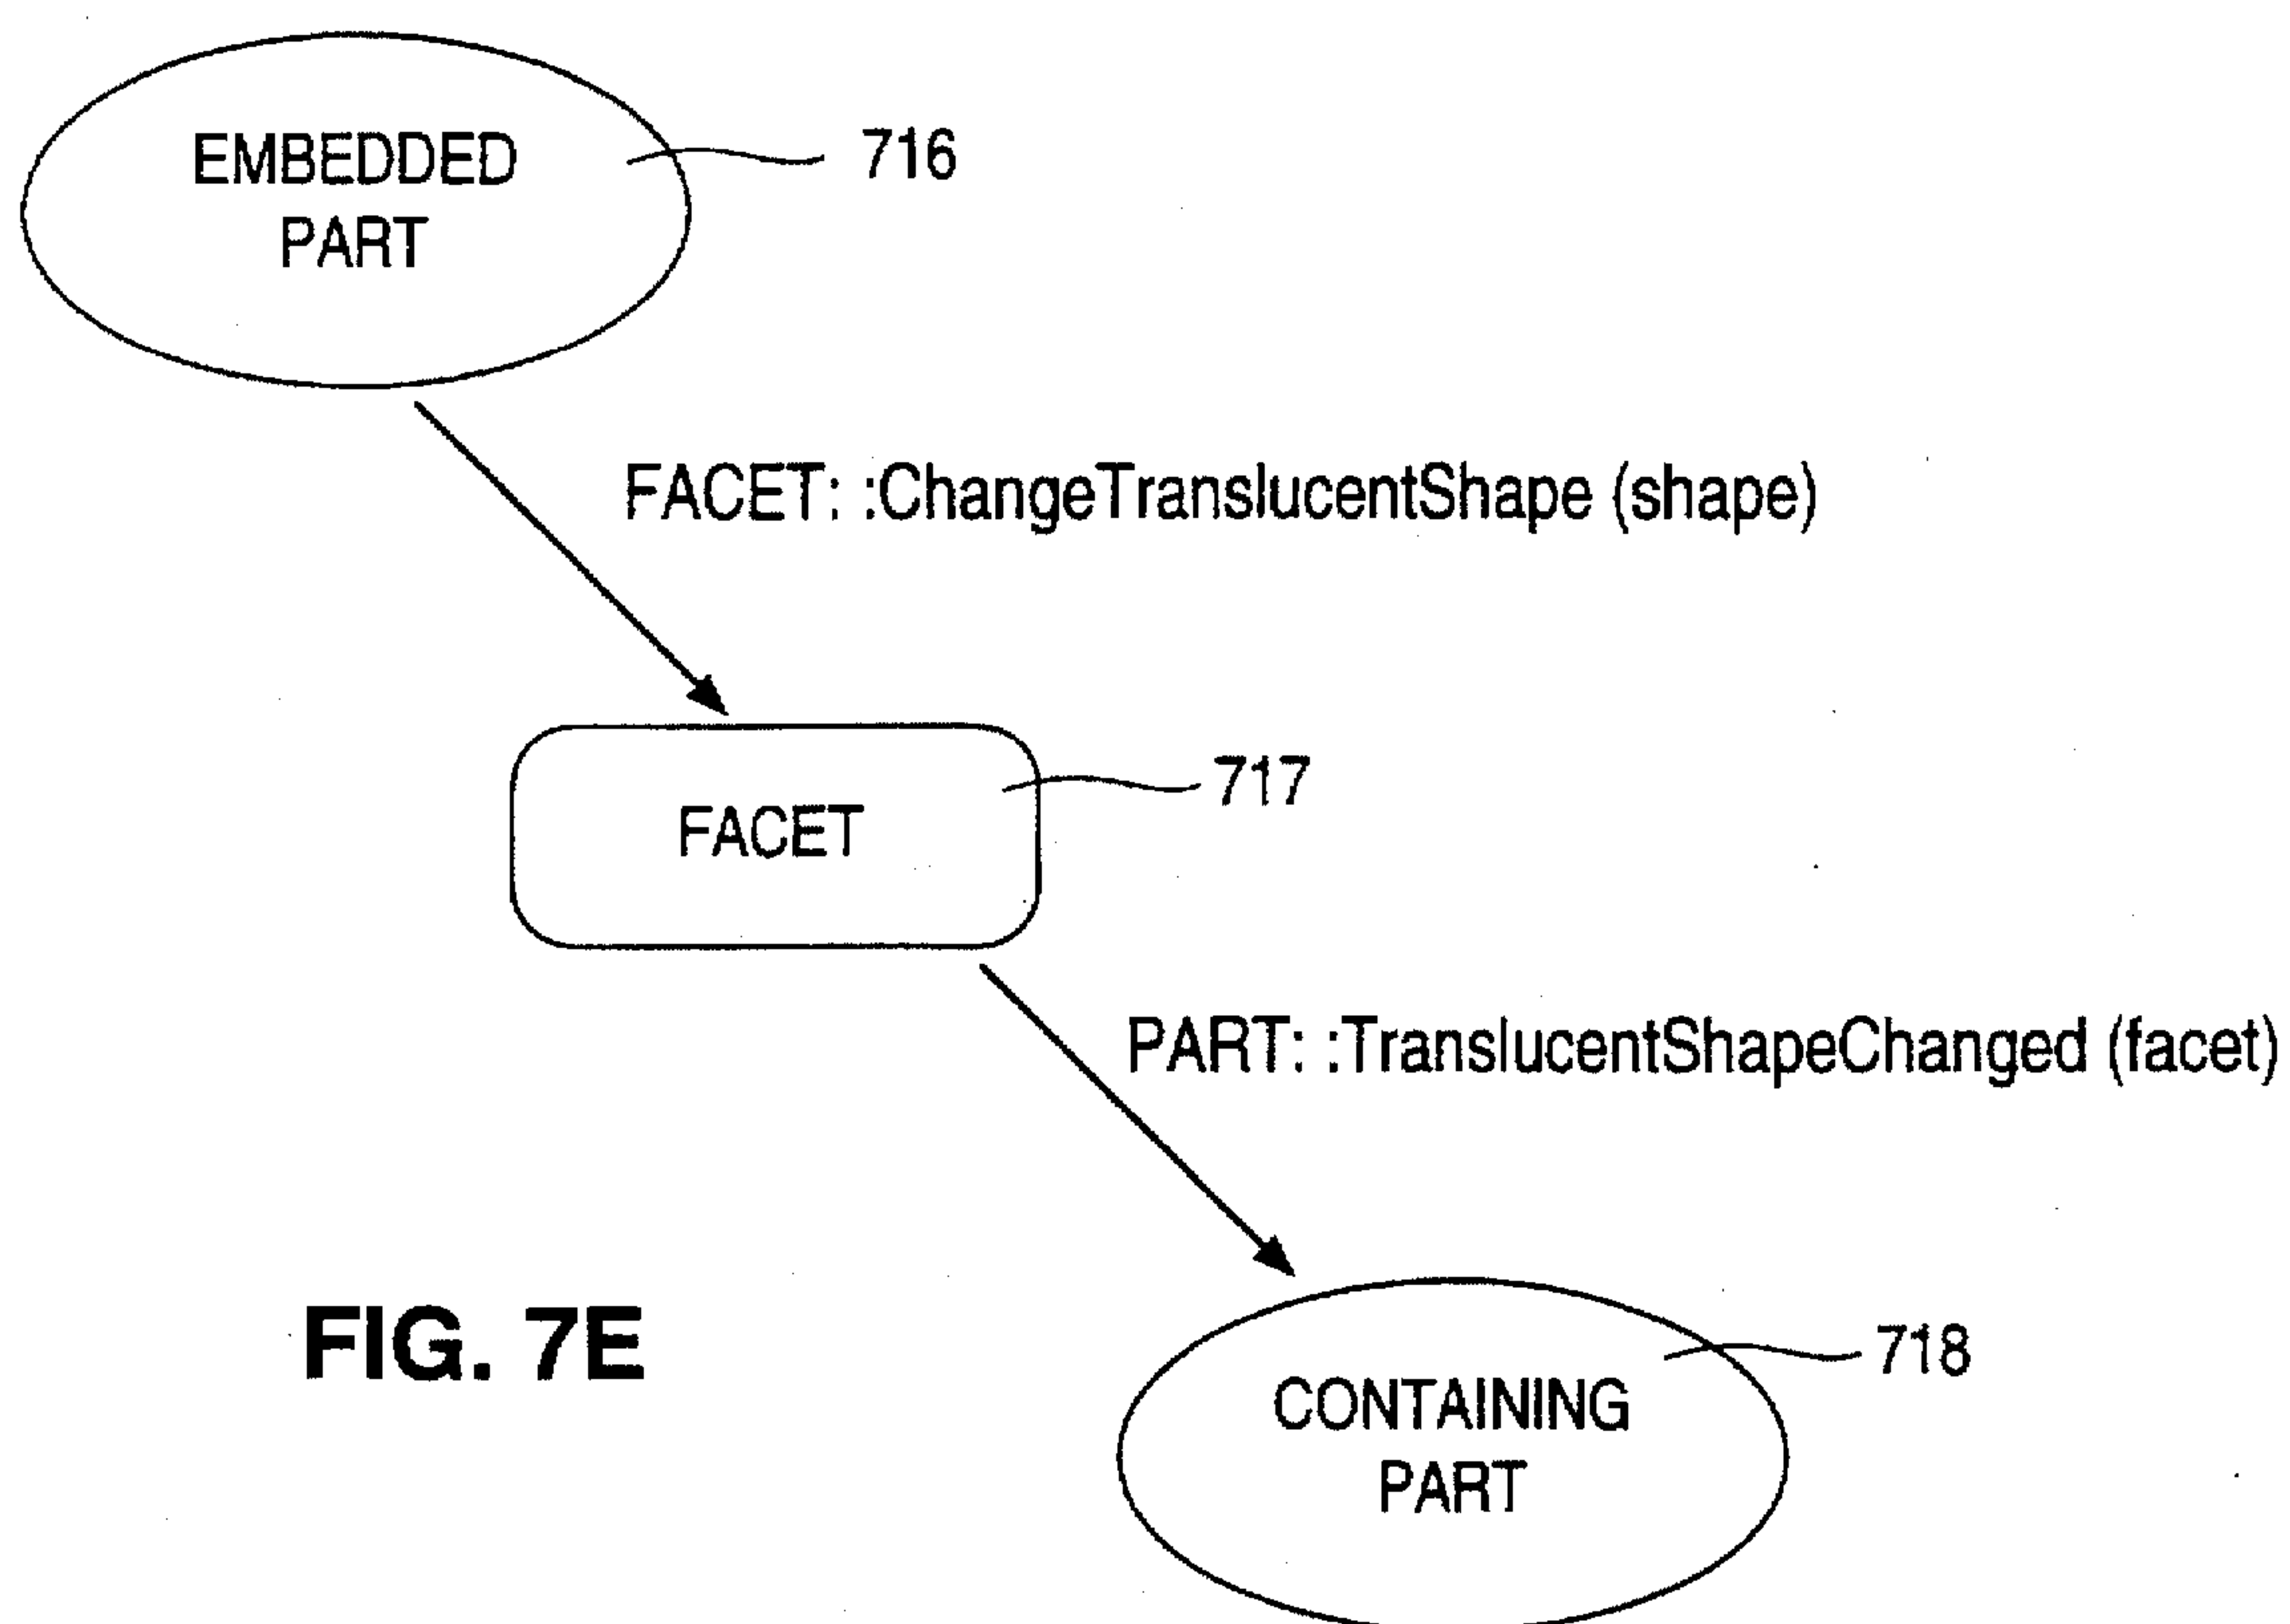 EMBEDDED
PART
716
FACET: :ChangeTranslucentShape (shape)
FACET
717
PART: :TranslucentShapeChanged (facet)
FIG. 7E
718
CONTAINING
PART